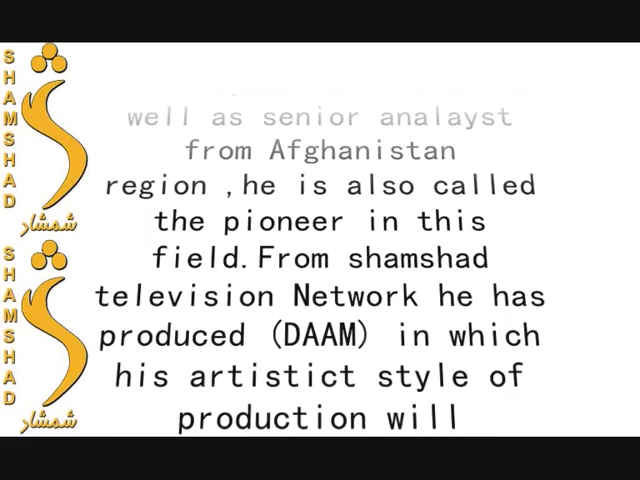 SHAMSHAD
شمشاد
SHAMSHAD
شمشاد
well as senior analayst
from Afghanistan
region ,he is also called
the pioneer in this
field.From shamshad
television Network he has
produced (DAAM) in which
his artistict style of
production will